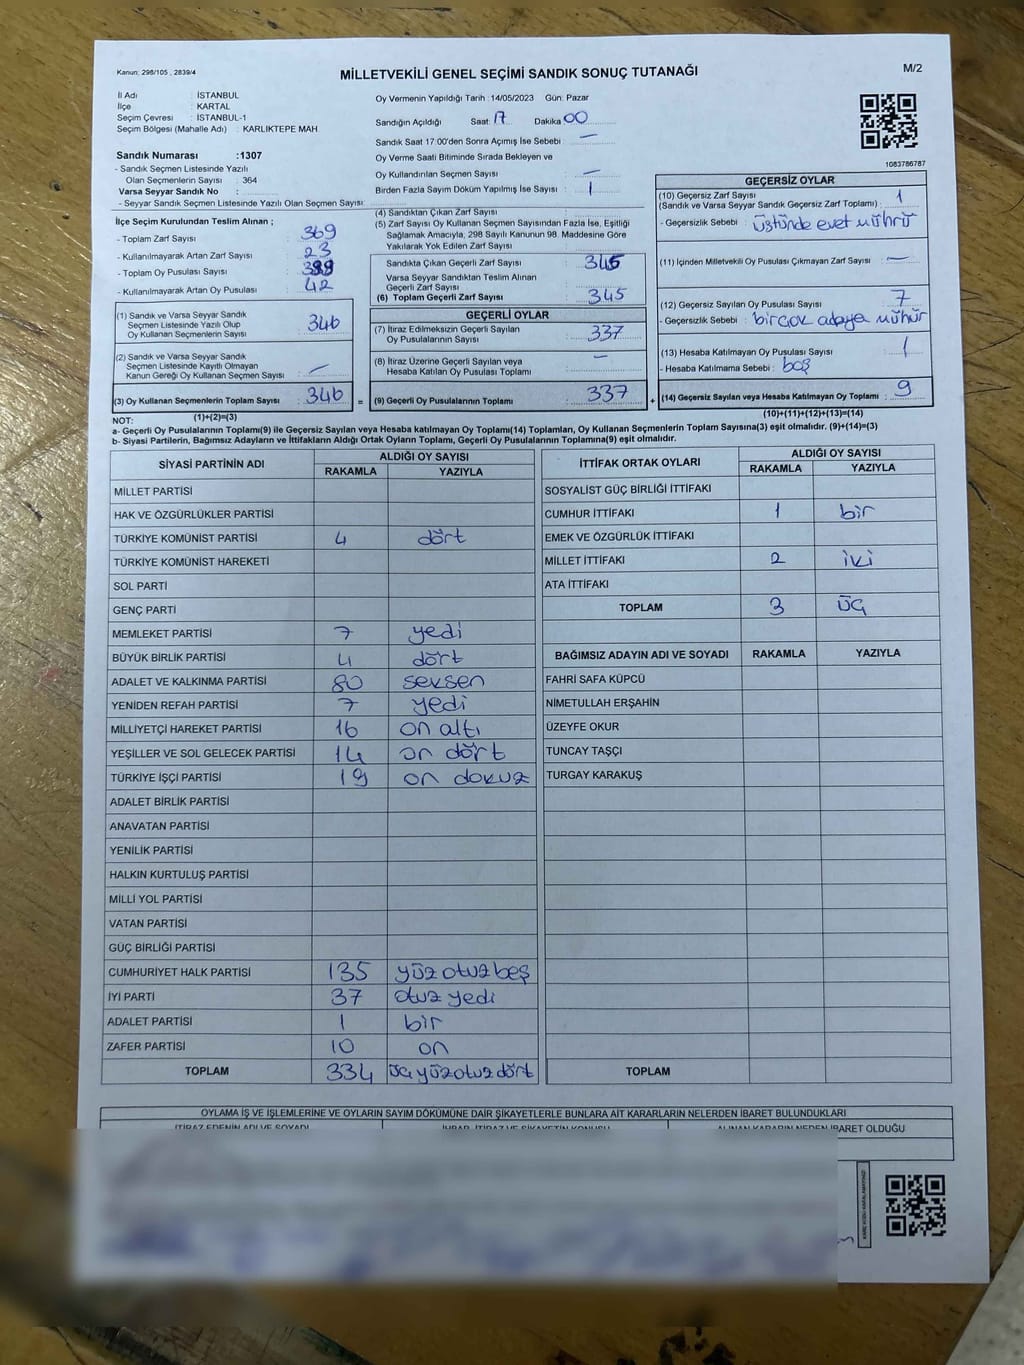 Kanun: 298/105 , 2839/4
MİLLETVEKİLİ GENEL SEÇİMİ SANDIK SONUÇ TUTANAĞI
M/2
İl Adı : İSTANBUL
İlçe : KARTAL
Seçim Çevresi : İSTANBUL-1
Seçim Bölgesi (Mahalle Adı) : KARLIKTEPE MAH.
Sandık Numarası :1307
- Sandık Seçmen Listesinde Yazılı
Olan Seçmenlerin Sayısı : 364
Varsa Seyyar Sandık No :
- Seyyar Sandık Seçmen Listesinde Yazılı Olan Seçmen Sayısı:
Oy Vermenin Yapıldığı Tarih :14/05/2023 Gün: Pazar
Sandığın Açıldığı Saat: 17 Dakika 00
Sandık Saat 17:00'den Sonra Açımış İse Sebebi : —
Oy Verme Saati Bitiminde Sırada Bekleyen ve
Oy Kullandırılan Seçmen Sayısı : —
Birden Fazla Sayım Döküm Yapılmış İse Sayısı : 1
1083786787
İlçe Seçim Kurulundan Teslim Alınan ;
- Toplam Zarf Sayısı : 369
- Kullanılmayarak Artan Zarf Sayısı : 23
- Toplam Oy Pusulası Sayısı :
- Kullanılmayarak Artan Oy Pusulası : 42
(1) Sandık ve Varsa Seyyar Sandık
Seçmen Listesinde Yazılı Olup
Oy Kullanan Seçmenlerin Sayısı : 346
(2) Sandık ve Varsa Seyyar Sandık
Seçmen Listesinde Kayıtlı Olmayan
Kanun Gereği Oy Kullanan Seçmen Sayısı : —
(3) Oy Kullanan Seçmenlerin Toplam Sayısı : 346
(1)+(2)=(3)
(4) Sandıktan Çıkan Zarf Sayısı :
(5) Zarf Sayısı Oy Kullanan Seçmen Sayısından Fazla İse, Eşitliği
Sağlamak Amacıyla, 298 Sayılı Kanunun 98. Maddesine Göre
Yakılarak Yok Edilen Zarf Sayısı :
Sandıkta Çıkan Geçerli Zarf Sayısı : 345
Varsa Seyyar Sandıktan Teslim Alınan
Geçerli Zarf Sayısı :
(6) Toplam Geçerli Zarf Sayısı : 345
GEÇERLİ OYLAR
(7) İtiraz Edilmeksizin Geçerli Sayılan
Oy Pusulalarının Sayısı : 337
(8) İtiraz Üzerine Geçerli Sayılan veya
Hesaba Katılan Oy Pusulası Toplamı : —
= (9) Geçerli Oy Pusulalarının Toplamı : 337
GEÇERSİZ OYLAR
(10) Geçersiz Zarf Sayısı
(Sandık ve Varsa Seyyar Sandık Geçersiz Zarf Toplamı) : 1
- Geçersizlik Sebebi : üstünde evet mührü
(11) İçinden Milletvekili Oy Pusulası Çıkmayan Zarf Sayısı : —
(12) Geçersiz Sayılan Oy Pusulası Sayısı : 7
- Geçersizlik Sebebi : birçok adaya mühür
(13) Hesaba Katılmayan Oy Pusulası Sayısı : 1
- Hesaba Katılmama Sebebi : boş
+ (14) Geçersiz Sayılan veya Hesaba Katılmayan Oy Toplamı : 9
(10)+(11)+(12)+(13)=(14)
NOT:
a- Geçerli Oy Pusulasının Toplamı(9) ile Geçersiz Sayılan veya Hesaba katılmayan Oy Toplamı(14) Toplamları, Oy Kullanan Seçmenlerin Toplam Sayısına(3) eşit olmalıdır. (9)+(14)=(3)
b- Siyasi Partilerin, Bağımsız Adayların ve İttifakların Aldığı Ortak Oyların Toplamı, Geçerli Oy Pusulalarının Toplamına(9) eşit olmalıdır.
SİYASİ PARTİNİN ADI ALDIĞI OY SAYISI
RAKAMLA YAZIYLA
MİLLET PARTİSİ
HAK VE ÖZGÜRLÜKLER PARTİSİ
TÜRKİYE KOMÜNİST PARTİSİ 4 dört
TÜRKİYE KOMÜNİST HAREKETİ
SOL PARTİ
GENÇ PARTİ
MEMLEKET PARTİSİ 7 yedi
BÜYÜK BİRLİK PARTİSİ 4 dört
ADALET VE KALKINMA PARTİSİ 80 seksen
YENİDEN REFAH PARTİSİ 7 yedi
MİLLİYETÇİ HAREKET PARTİSİ 16 on altı
YEŞİLLER VE SOL GELECEK PARTİSİ 14 on dört
TÜRKİYE İŞÇİ PARTİSİ 19 on dokuz
ADALET BİRLİK PARTİSİ
ANAVATAN PARTİSİ
YENİLİK PARTİSİ
HALKIN KURTULUŞ PARTİSİ
MİLLİ YOL PARTİSİ
VATAN PARTİSİ
GÜÇ BİRLİĞİ PARTİSİ
CUMHURİYET HALK PARTİSİ 135 yüz otuz beş
İYİ PARTİ 37 otuz yedi
ADALET PARTİSİ 1 bir
ZAFER PARTİSİ 10 on
TOPLAM 334 üç yüz otuz dört
İTTİFAK ORTAK OYLARI ALDIĞI OY SAYISI
RAKAMLA YAZIYLA
SOSYALİST GÜÇ BİRLİĞİ İTTİFAKI
CUMHUR İTTİFAKI 1 bir
EMEK VE ÖZGÜRLÜK İTTİFAKI
MİLLET İTTİFAKI 2 iki
ATA İTTİFAKI
TOPLAM 3 üç
BAĞIMSIZ ADAYIN ADI VE SOYADI RAKAMLA YAZIYLA
FAHRİ SAFA KÜPCÜ
NİMETULLAH ERŞAHİN
ÜZEYFE OKUR
TUNCAY TAŞÇI
TURGAY KARAKUŞ
TOPLAM
OYLAMA İŞ VE İŞLEMLERİNE VE OYLARIN SAYIM DÖKÜMÜNE DAİR ŞİKAYETLERLE BUNLARA AİT KARARLARIN NELERDEN İBARET BULUNDUKLARI
İTİRAZ EDENİN ADI VE SOYADI İHBAR, İTİRAZ VE ŞİKAYETİN KONUSU ALINAN KARARIN NEDEN İBARET OLDUĞU